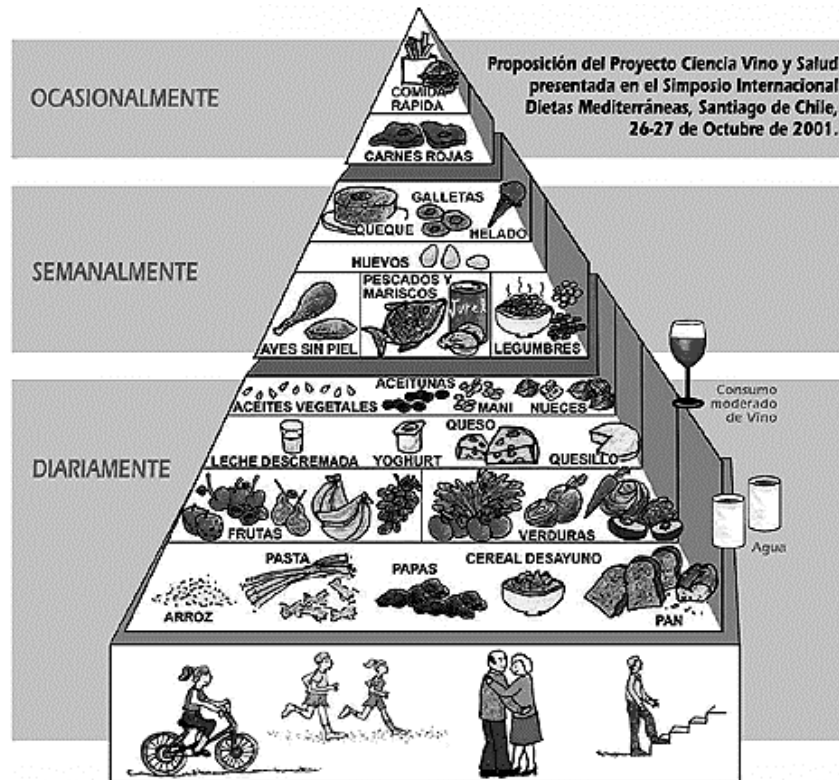 Proposición del Proyecto Ciencia Vino y Salud
presentada en el Simposio Internacional
Dietas Mediterráneas, Santiago de Chile,
26-27 de Octubre de 2001.
OCASIONALMENTE
COMIDA
RAPIDA
CARNES ROJAS
SEMANALMENTE
GALLETAS
QUEQUE
HELADO
HUEVOS
PESCADOS Y
MARISCOS
Jurel
AVES SIN PIEL
LEGUMBRES
DIARIAMENTE
ACEITUNAS
ACEITES VEGETALES
MANI
NUECES
Consumo
moderado
de Vino
QUESO
LECHE DESCREMADA
YOGHURT
QUESILLO
FRUTAS
VERDURAS
Agua
PASTA
PAPAS
CEREAL DESAYUNO
ARROZ
PAN